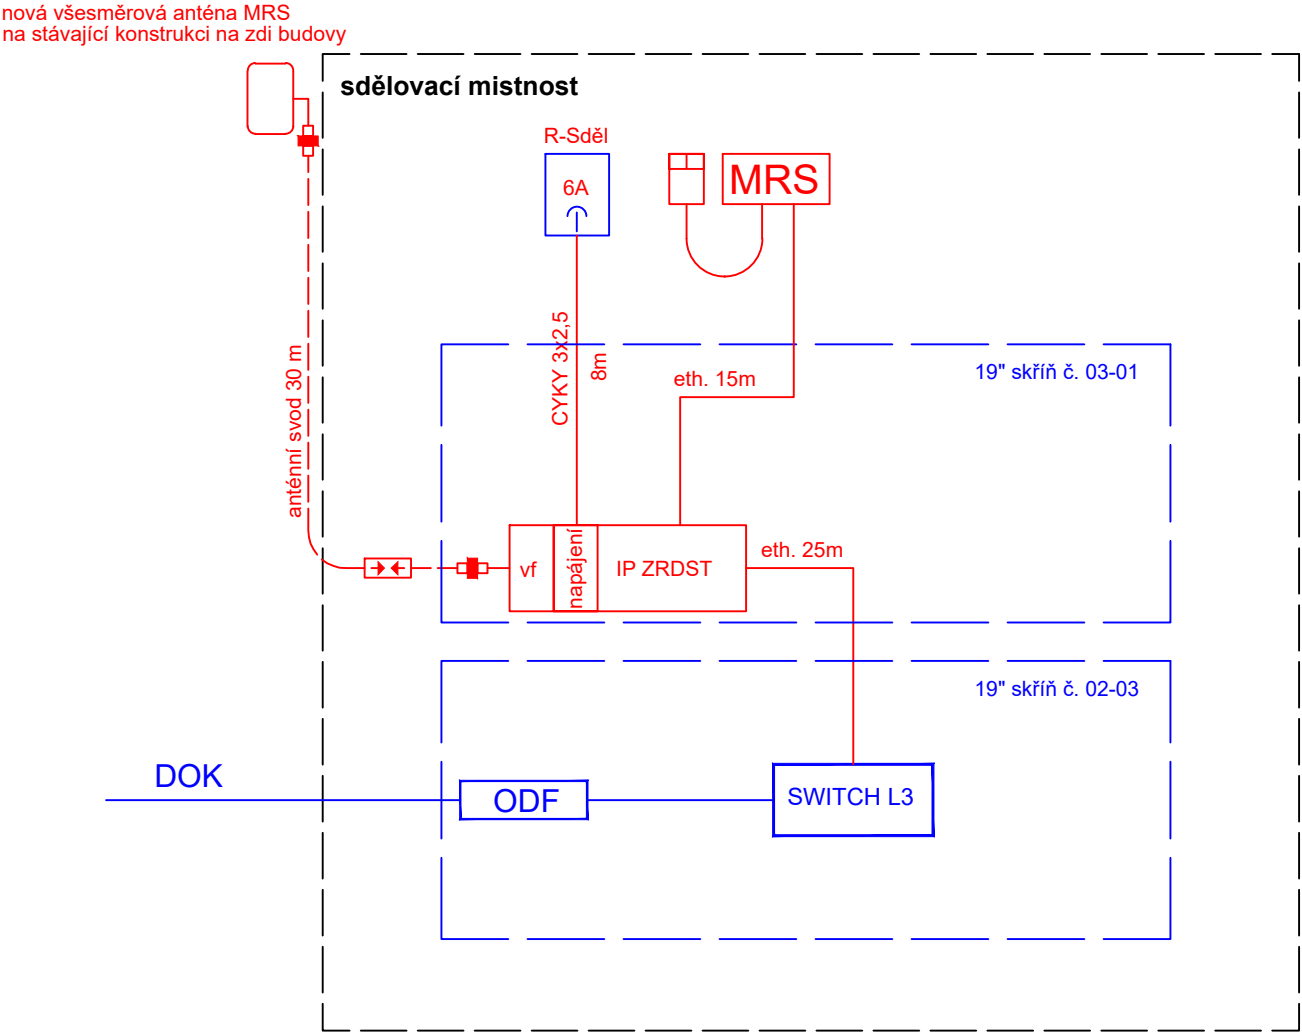 nová všesměrová anténa MRS
na stávající konstrukci na zdi budovy
sdělovací mistnost
R-Sděl
6A
MRS
CYKY 3x2,5
8m
eth. 15m
19" skříň č. 03-01
anténní svod 30 m
vf
napájení
IP ZRDST
eth. 25m
19" skříň č. 02-03
DOK
ODF
SWITCH L3